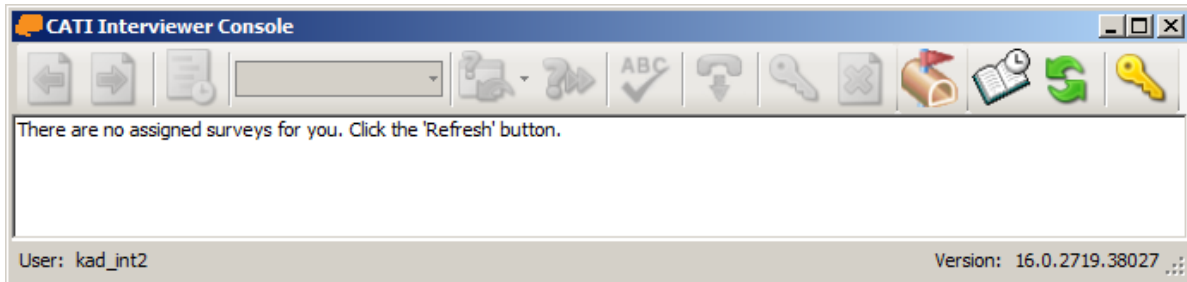 CATI Interviewer Console
ABC
There are no assigned surveys for you. Click the 'Refresh' button.
User: kad_int2 Version: 16.0.2719.38027